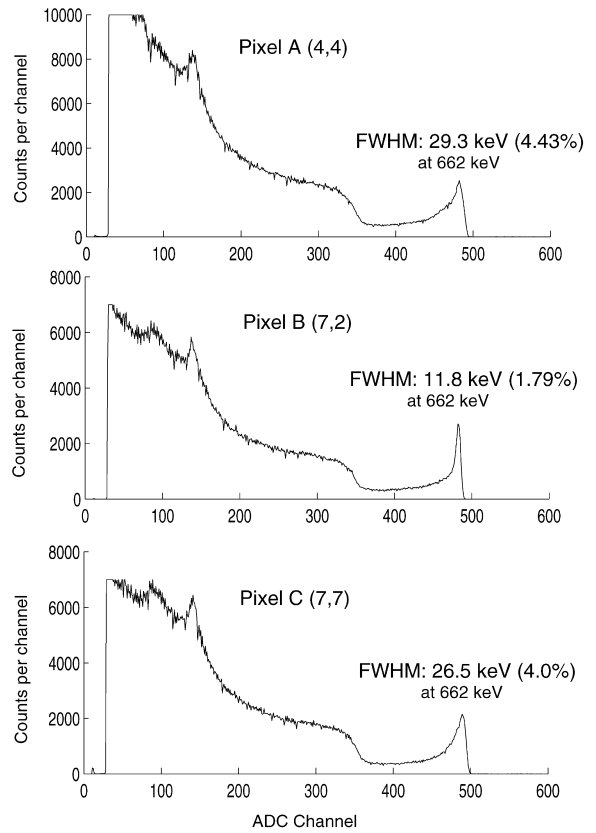 10000
8000
6000
4000
2000
0
Counts per channel
Pixel A (4,4)
FWHM: 29.3 keV (4.43%)
at 662 keV
0 100 200 300 400 500 600
8000
6000
4000
2000
0
Counts per channel
Pixel B (7,2)
FWHM: 11.8 keV (1.79%)
at 662 keV
0 100 200 300 400 500 600
8000
6000
4000
2000
0
Counts per channel
Pixel C (7,7)
FWHM: 26.5 keV (4.0%)
at 662 keV
0 100 200 300 400 500 600
ADC Channel